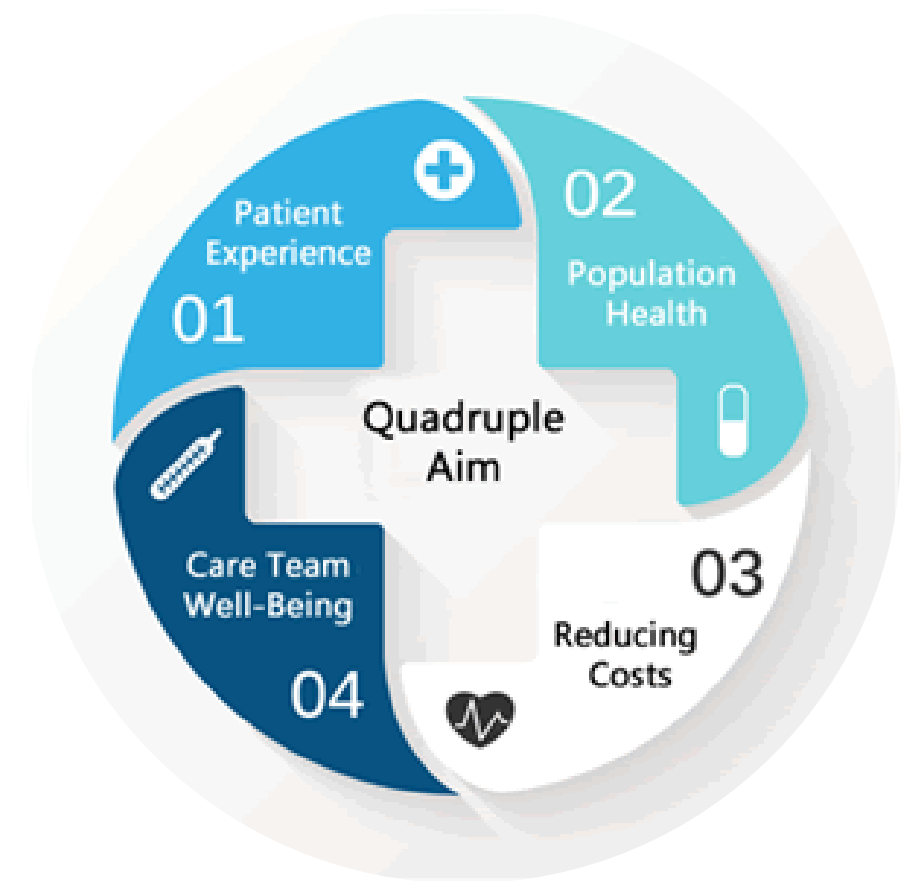 Patient
Experience
01
02
Population
Health
Quadruple
Aim
03
Reducing
Costs
Care Team
Well-Being
04